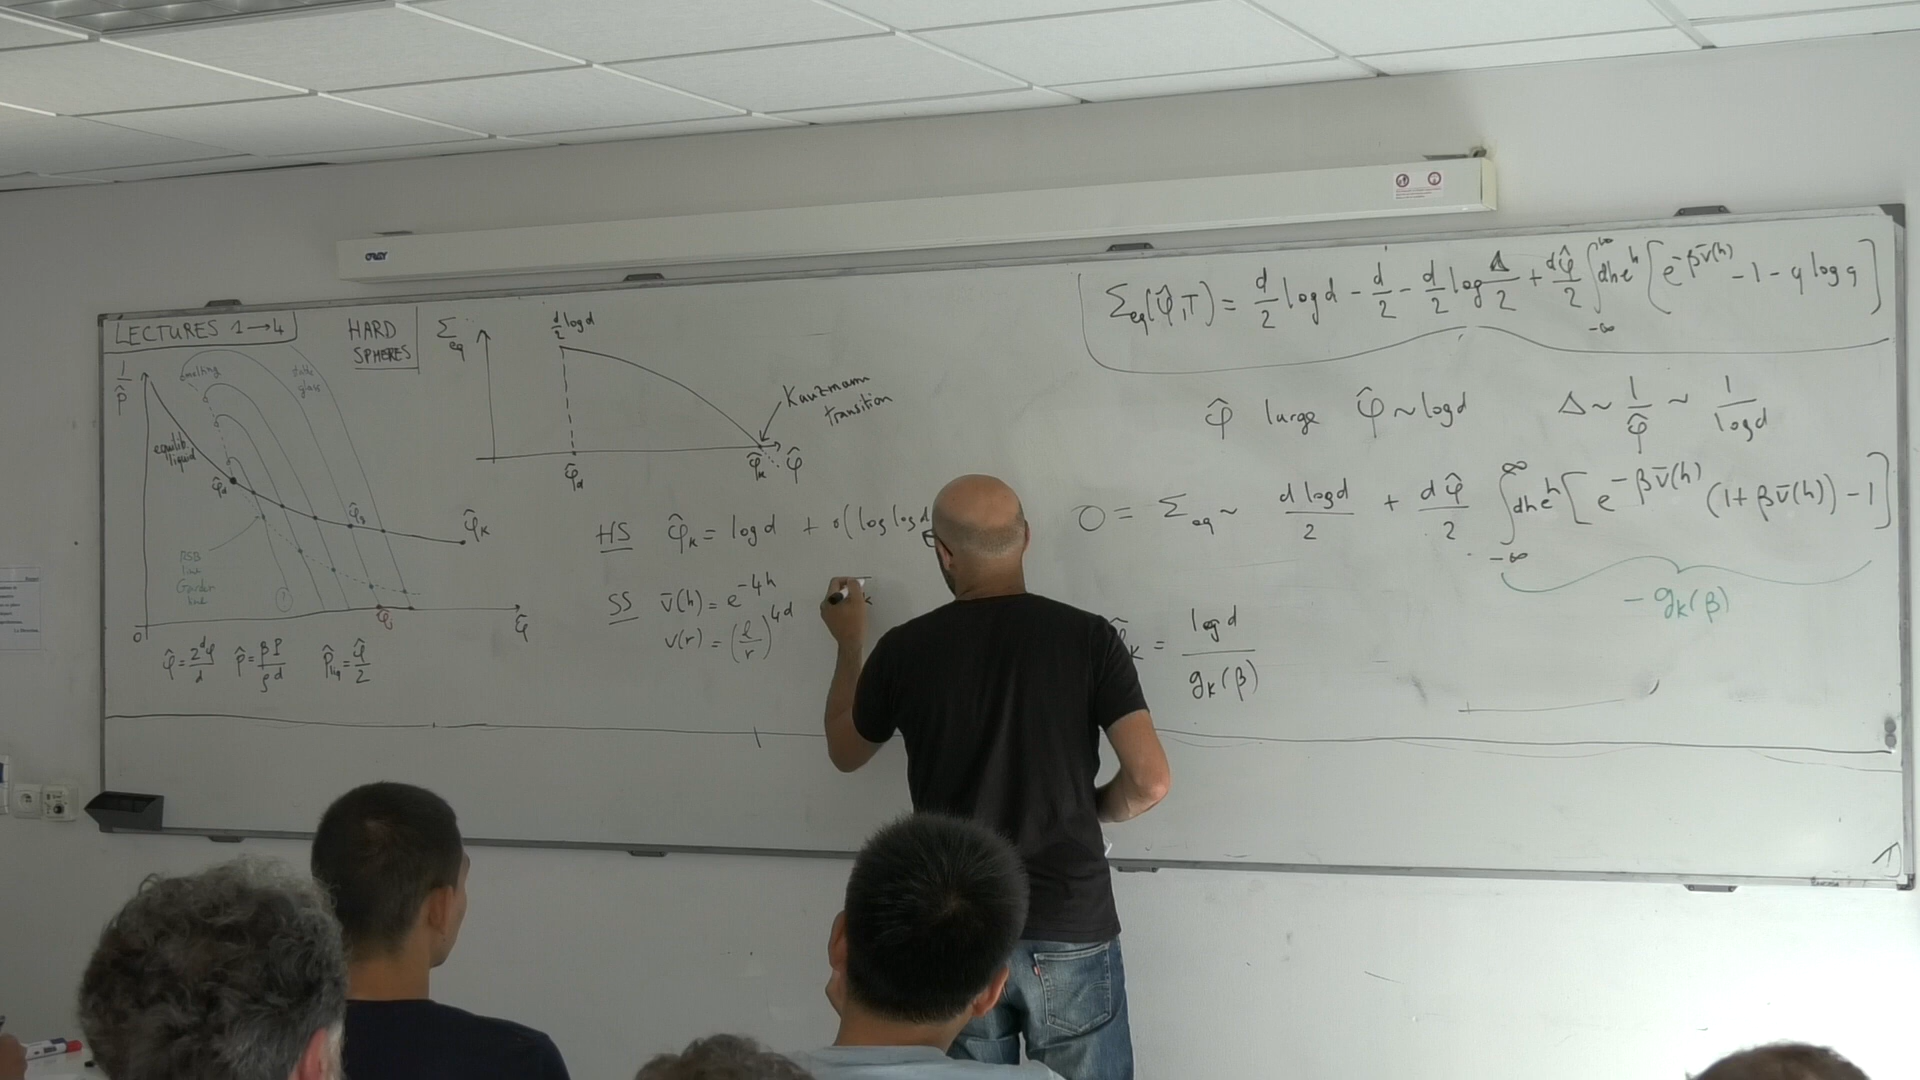 LECTURES 1→4
HARD
SPHERES
1/p̂
melting
stable
glass
equilib.
liquid
φ̂d
φ̂g
φ̂K
RSB
line
Gardner
line
0
φ̂j
φ̂
φ̂ = 2^d φ / d   p̂ = βP / ρd   p̂liq = φ̂/2
Σeq
d/2 log d
Kauzmann
transition
φ̂d
φ̂K
φ̂
HS φ̂K = log d + o(log log d
SS v̄(h) = e^{-4h}
v(r) = (ℓ/r)^{4d}
Σeq(φ̂,T) = d/2 log d - d/2 - d/2 log Δ/2 + dφ̂/2 ∫_{-∞}^{∞} dh e^h [e^{-βv̄(h)} - 1 - q log q]
φ̂ large φ̂ ~ log d   Δ ~ 1/φ̂ ~ 1/log d
0 = Σeq ~ d log d / 2 + dφ̂/2 ∫_{-∞}^{∞} dh e^h [e^{-βv̄(h)} (1 + βv̄(h)) - 1]
- gK(β)
K = log d / gK(β)